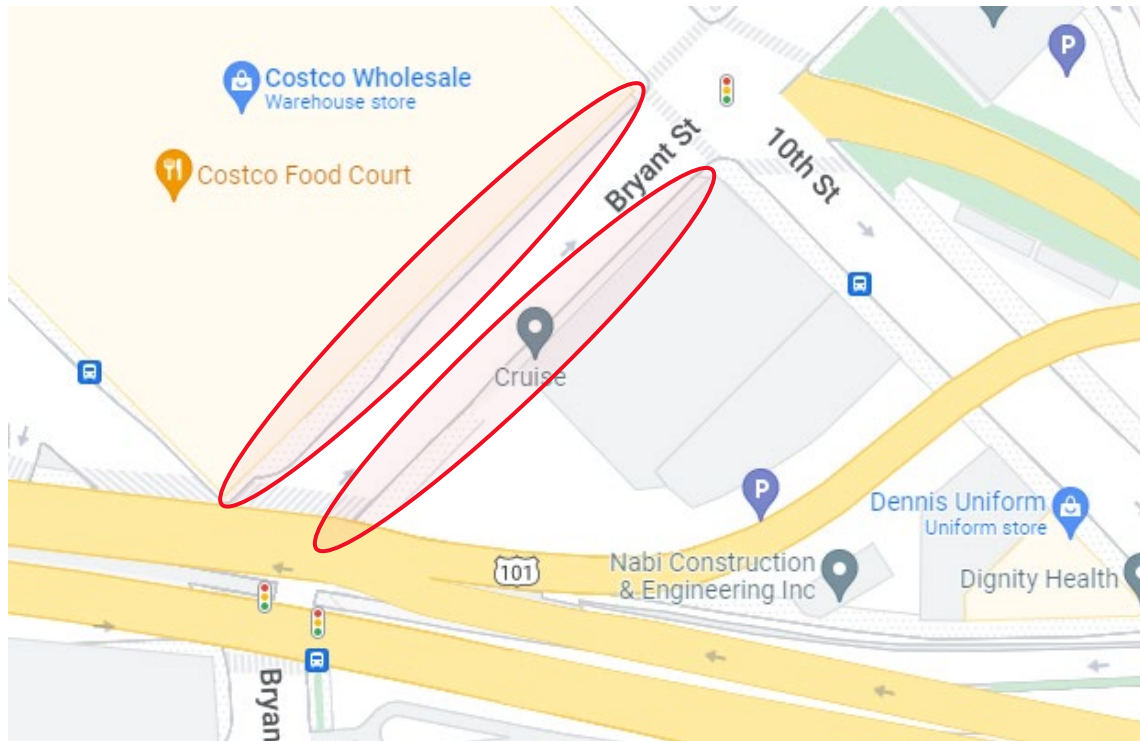 Costco Wholesale
Warehouse store
P
Costco Food Court
Bryant St
10th St
Cruise
P
Dennis Uniform
Uniform store
101
Nabi Construction
& Engineering Inc
Dignity Health
Bryan